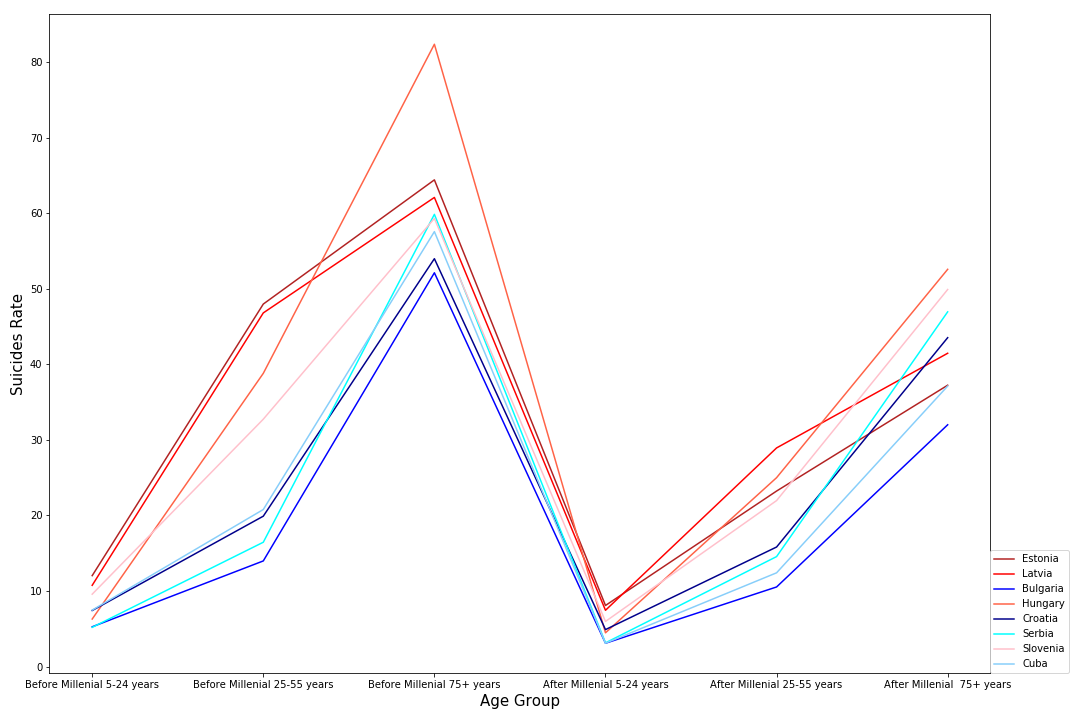 80
70
60
50
40
30
20
10
0
Suicides Rate
Before Millenial 5-24 years
Before Millenial 25-55 years
Before Millenial 75+ years
After Millenial 5-24 years
After Millenial 25-55 years
After Millenial  75+ years
Age Group
Estonia
Latvia
Bulgaria
Hungary
Croatia
Serbia
Slovenia
Cuba